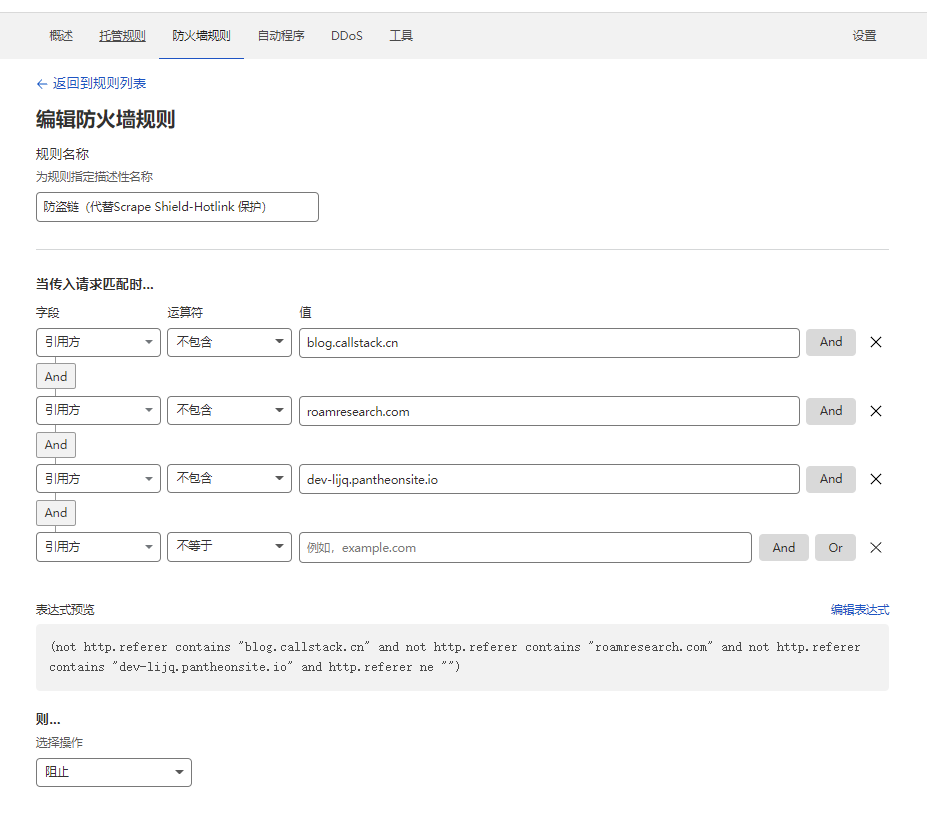 概述 托管规则 防火墙规则 自动程序 DDoS 工具 设置
← 返回到规则列表
编辑防火墙规则
规则名称
为规则指定描述性名称
防盗链（代替Scrape Shield-Hotlink 保护）
当传入请求匹配时...
字段 运算符 值
引用方 不包含 blog.callstack.cn And
And
引用方 不包含 roamresearch.com And
And
引用方 不包含 dev-lijq.pantheonsite.io And
And
引用方 不等于 例如，example.com And Or
表达式预览 编辑表达式
(not http.referer contains "blog.callstack.cn" and not http.referer contains "roamresearch.com" and not http.referer
contains "dev-lijq.pantheonsite.io" and http.referer ne "")
则...
选择操作
阻止